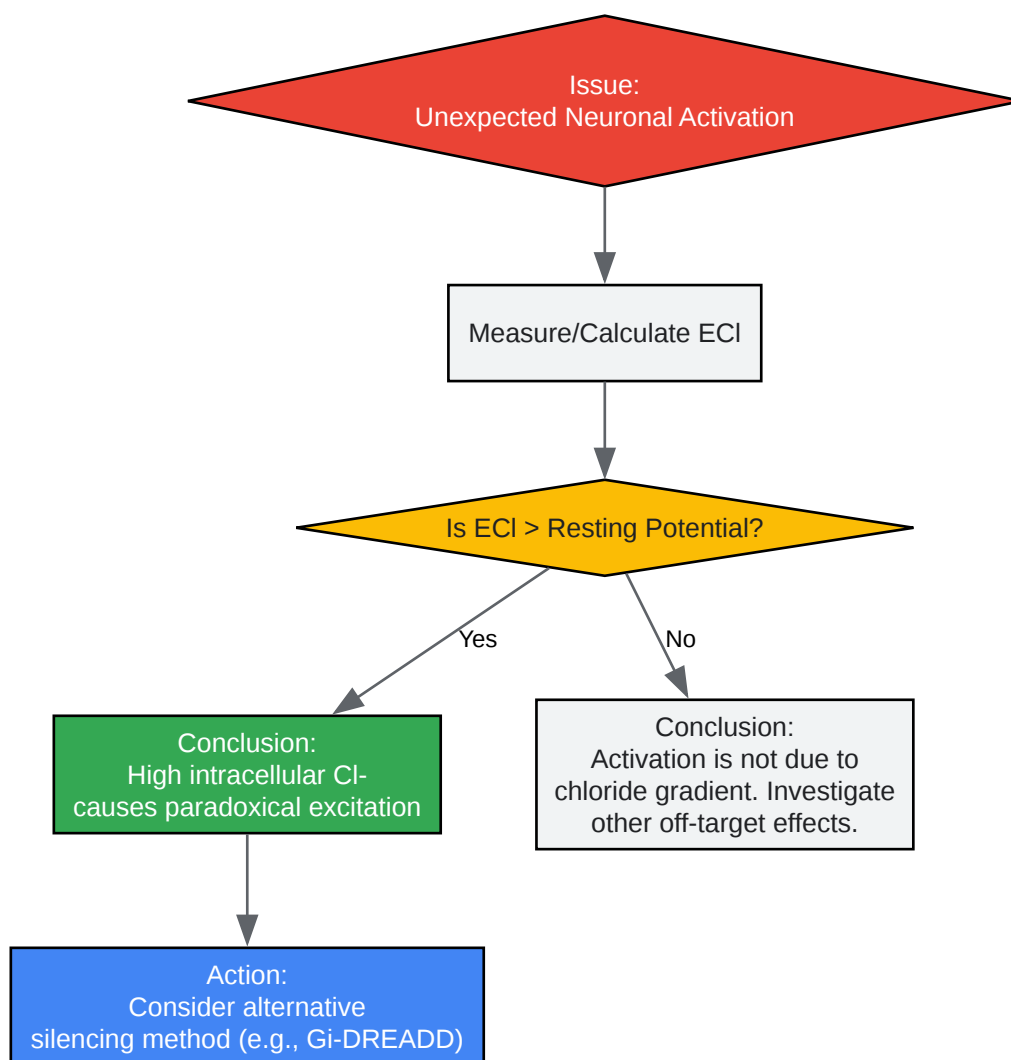 Issue:
Unexpected Neuronal Activation
Measure/Calculate ECl
Is ECl > Resting Potential?
Yes
No
Conclusion:
High intracellular Cl-
causes paradoxical excitation
Conclusion:
Activation is not due to
chloride gradient. Investigate
other off-target effects.
Action:
Consider alternative
silencing method (e.g., Gi-DREADD)